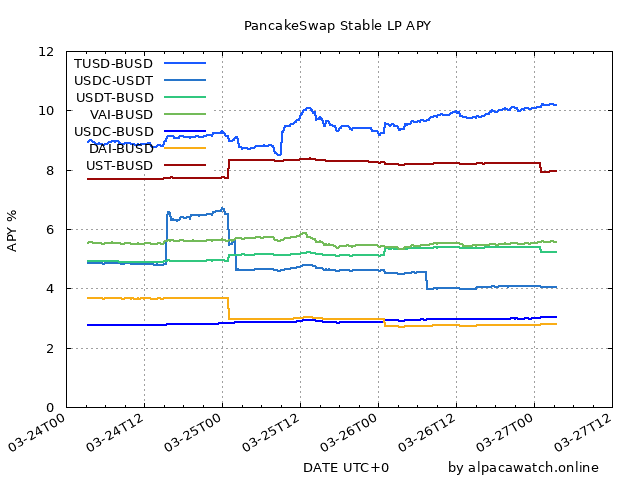 PancakeSwap Stable LP APY
12
10
8
6
4
2
0
APY %
TUSD-BUSD
USDC-USDT
USDT-BUSD
VAI-BUSD
USDC-BUSD
DAI-BUSD
UST-BUSD
03-24T00
03-24T12
03-25T00
03-25T12
03-26T00
03-26T12
03-27T00
03-27T12
DATE UTC+0
by alpacawatch.online